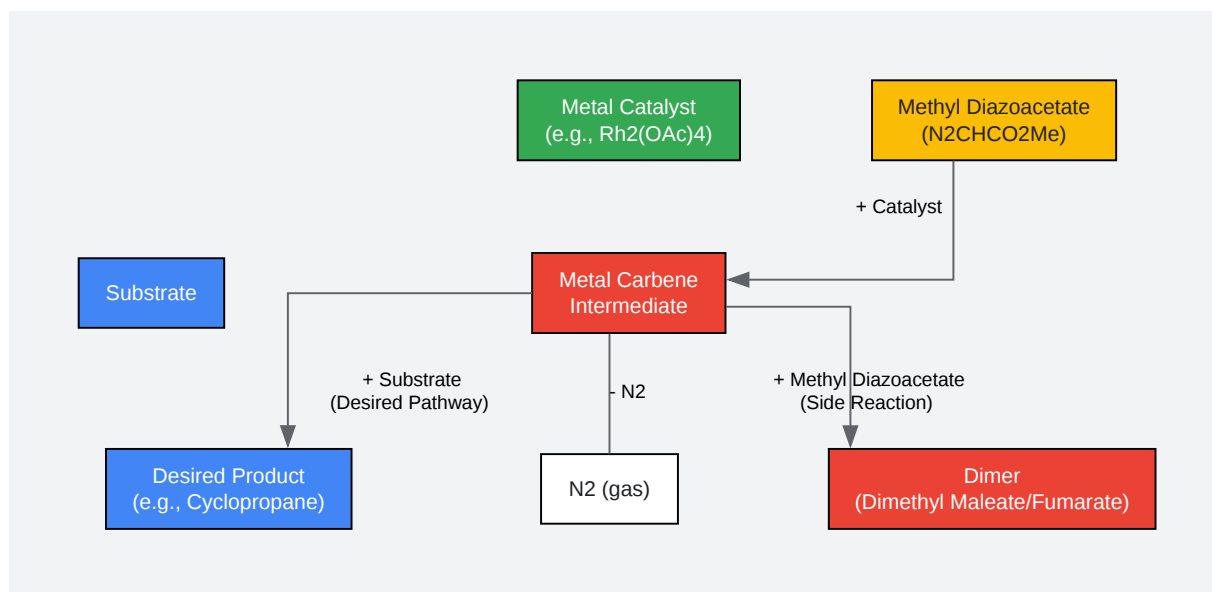 Metal Catalyst
(e.g., Rh2(OAc)4)
Methyl Diazoacetate
(N2CHCO2Me)
+ Catalyst
Substrate
Metal Carbene
Intermediate
+ Substrate
(Desired Pathway)
- N2
+ Methyl Diazoacetate
(Side Reaction)
Desired Product
(e.g., Cyclopropane)
N2 (gas)
Dimer
(Dimethyl Maleate/Fumarate)